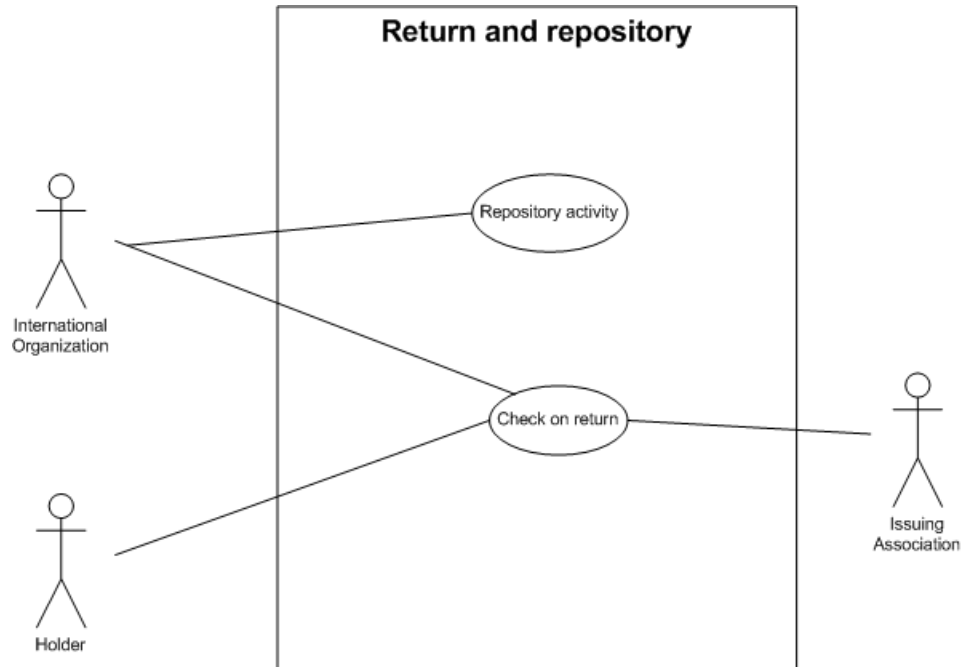 Return and repository
Repository activity
International
Organization
Check on return
Issuing
Association
Holder